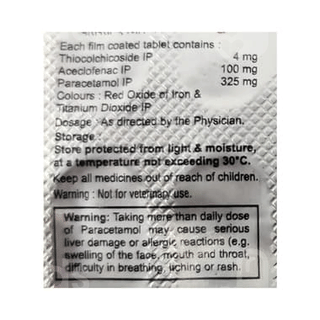 Each film coated tablet contains :
Thiocolchicoside IP 4 mg
Aceclofenac IP 100 mg
Paracetamol IP 325 mg
Colours : Red Oxide of Iron &
Titanium Dioxide IP
Dosage : As directed by the Physician.
Storage
Store protected from light & moisture,
at a temperature not exceeding 30°C.
Keep all medicines out of reach of children.
Warning : Not for veterinary use.
Warning: Taking more than daily dose
of Paracetamol may cause serious
liver damage or allergic reactions (e.g.
swelling of the face, mouth and throat,
difficulty in breathing, itching or rash.